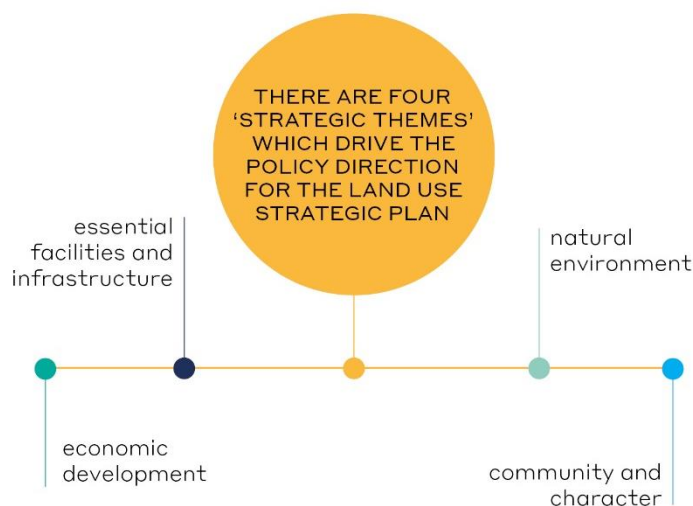 THERE ARE FOUR
‘STRATEGIC THEMES’
WHICH DRIVE THE
POLICY DIRECTION
FOR THE LAND USE
STRATEGIC PLAN
essential
facilities and
infrastructure
natural
environment
economic
development
community and
character